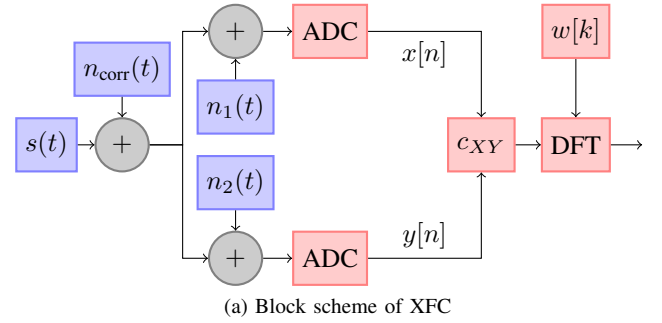 n_corr(t)
s(t)
+
+
ADC
n_1(t)
x[n]
w[k]
n_2(t)
c_XY
DFT
+
ADC
y[n]
(a) Block scheme of XFC